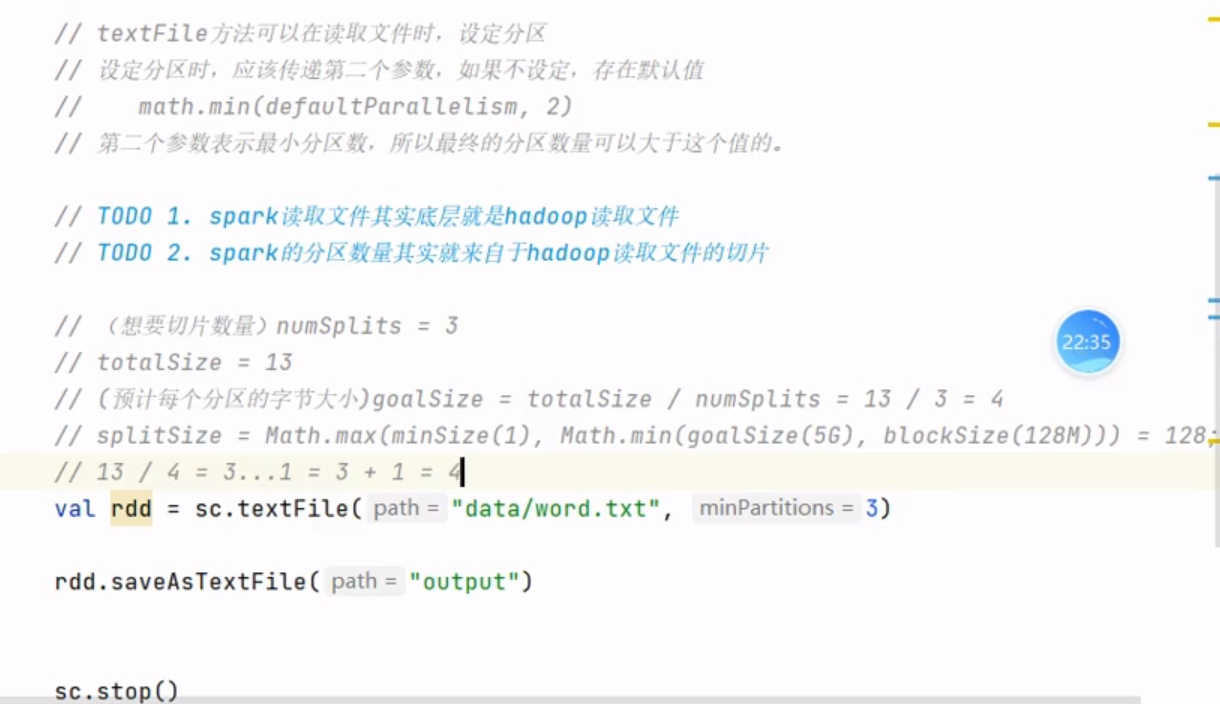 // textFile方法可以在读取文件时，设定分区
// 设定分区时，应该传递第二个参数，如果不设定，存在默认值
//    math.min(defaultParallelism, 2)
// 第二个参数表示最小分区数，所以最终的分区数量可以大于这个值的。
// TODO 1. spark读取文件其实底层就是hadoop读取文件
// TODO 2. spark的分区数量其实就来自于hadoop读取文件的切片
// （想要切片数量）numSplits = 3
22:35
// totalSize = 13
// (预计每个分区的字节大小)goalSize = totalSize / numSplits = 13 / 3 = 4
// splitSize = Math.max(minSize(1), Math.min(goalSize(5G), blockSize(128M))) = 128;
// 13 / 4 = 3...1 = 3 + 1 = 4
val rdd = sc.textFile( path = "data/word.txt", minPartitions = 3)
rdd.saveAsTextFile( path = "output")
sc.stop()